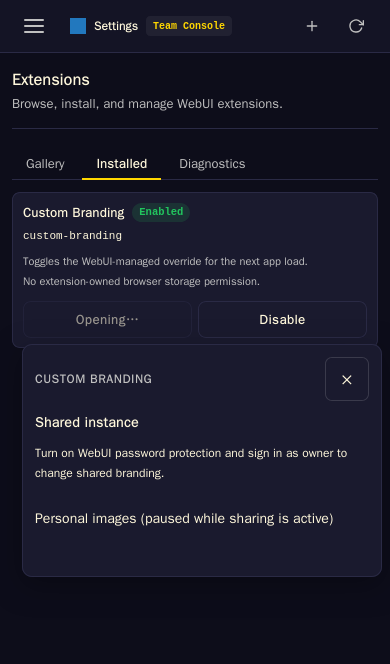 Settings Team Console
Extensions
Browse, install, and manage WebUI extensions.
Gallery Installed Diagnostics
Custom Branding Enabled
custom-branding
Toggles the WebUI-managed override for the next app load.
No extension-owned browser storage permission.
Opening⋯ Disable
CUSTOM BRANDING
Shared instance
Turn on WebUI password protection and sign in as owner to
change shared branding.
Personal images (paused while sharing is active)